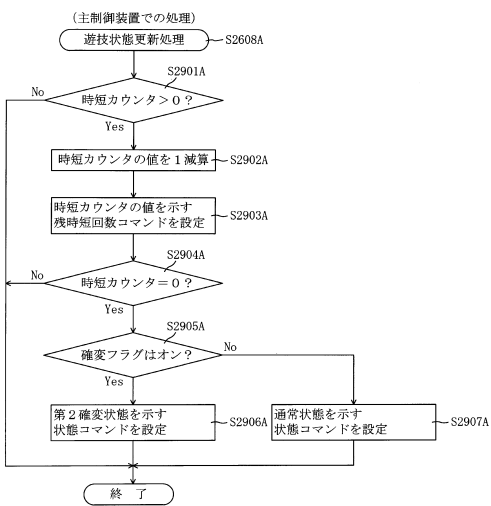 (主制御装置での処理)
遊技状態更新処理
S2608A
S2901A
時短カウンタ>0?
No
Yes
時短カウンタの値を1減算
S2902A
時短カウンタの値を示す
残時短回数コマンドを設定
S2903A
S2904A
時短カウンタ=0?
No
Yes
S2905A
確変フラグはオン?
No
Yes
第2確変状態を示す
状態コマンドを設定
S2906A
通常状態を示す
状態コマンドを設定
S2907A
終 了